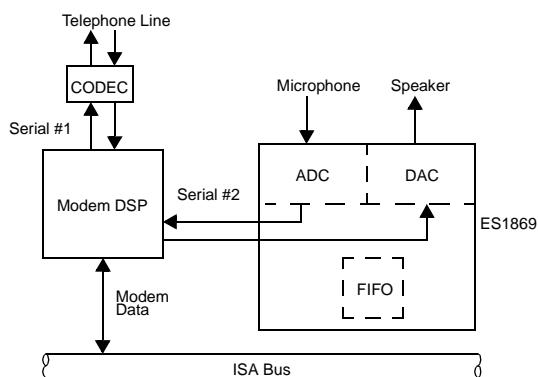 Telephone Line
CODEC
Microphone
Speaker
Serial #1
ADC
DAC
Modem DSP
Serial #2
ES1869
FIFO
Modem
Data
ISA Bus